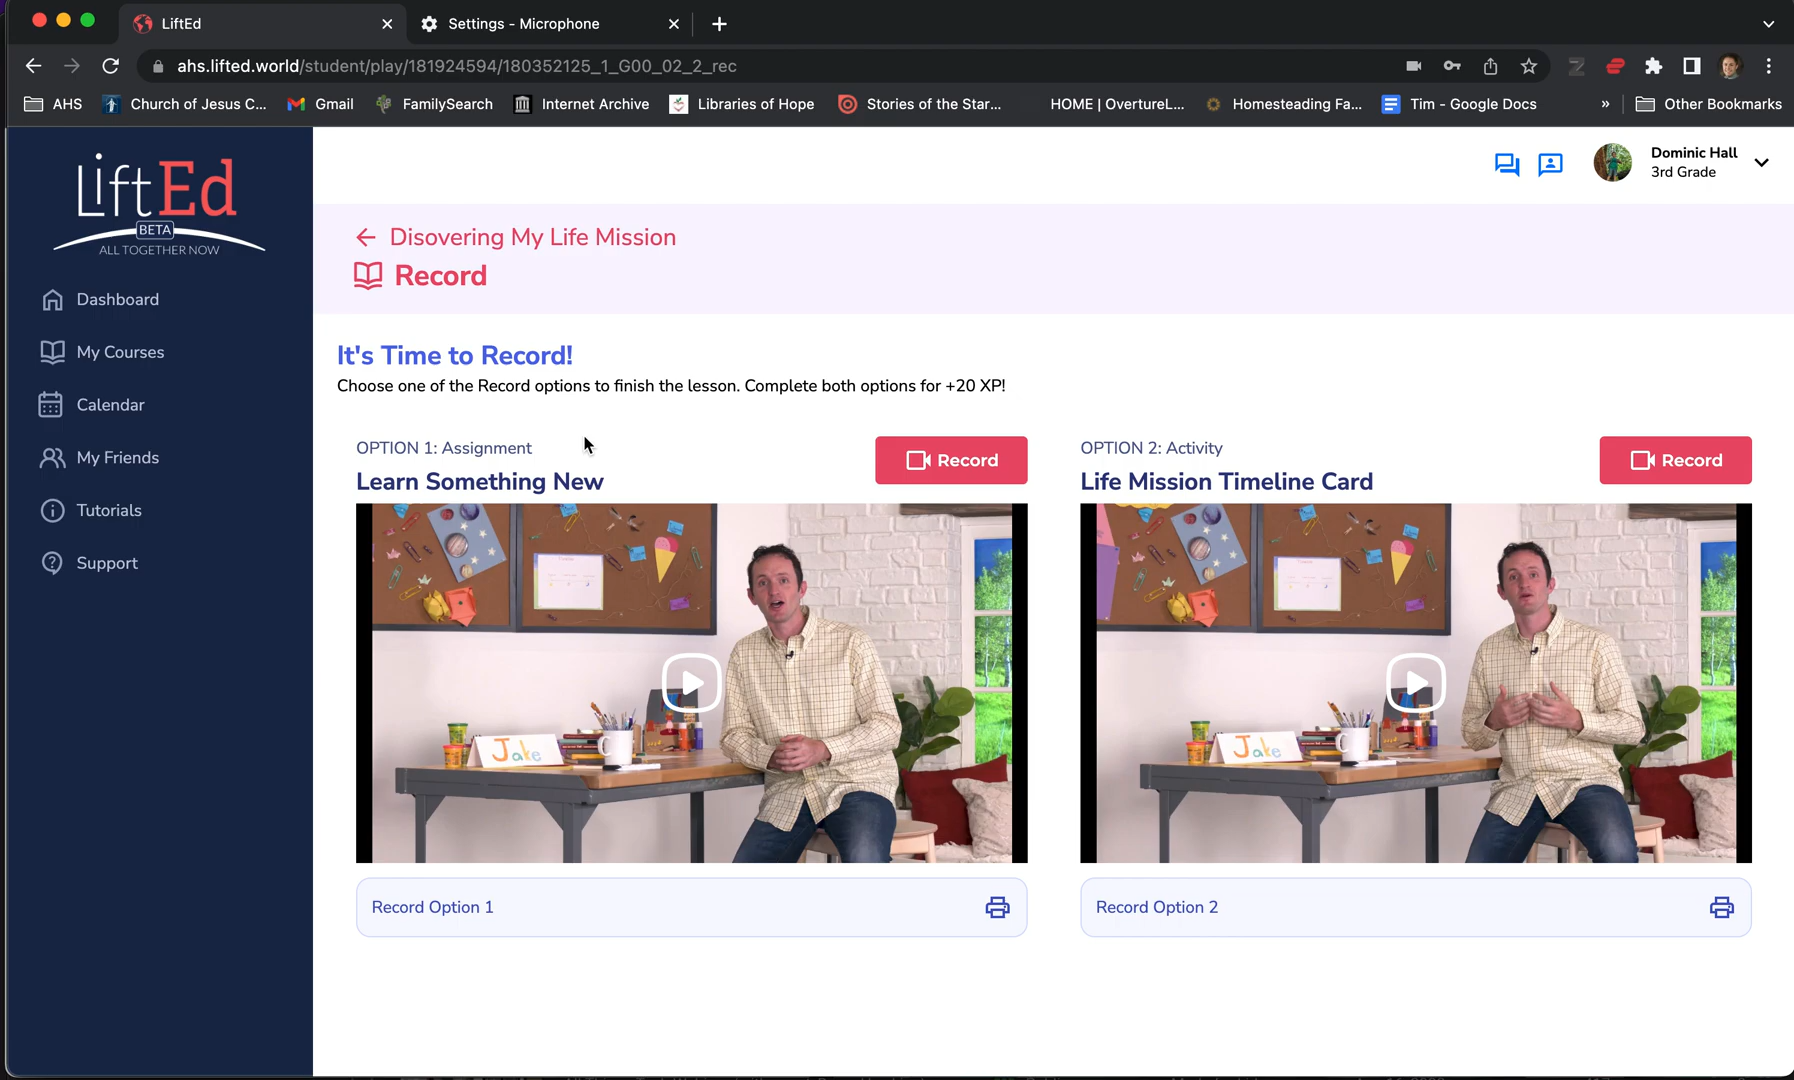 LiftEd
Settings - Microphone
ahs.lifted.world/student/play/181924594/180352125_1_G00_02_2_rec
AHS
Church of Jesus C...
Gmail
FamilySearch
Internet Archive
Libraries of Hope
Stories of the Star...
HOME | OvertureL...
Homesteading Fa...
Tim - Google Docs
»
Other Bookmarks
LiftEd
BETA
ALL TOGETHER NOW
Dashboard
My Courses
Calendar
My Friends
Tutorials
Support
Dominic Hall
3rd Grade
Disovering My Life Mission
Record
It's Time to Record!
Choose one of the Record options to finish the lesson. Complete both options for +20 XP!
OPTION 1: Assignment
Learn Something New
Record
Jake
Record Option 1
OPTION 2: Activity
Life Mission Timeline Card
Record
Jake
Record Option 2